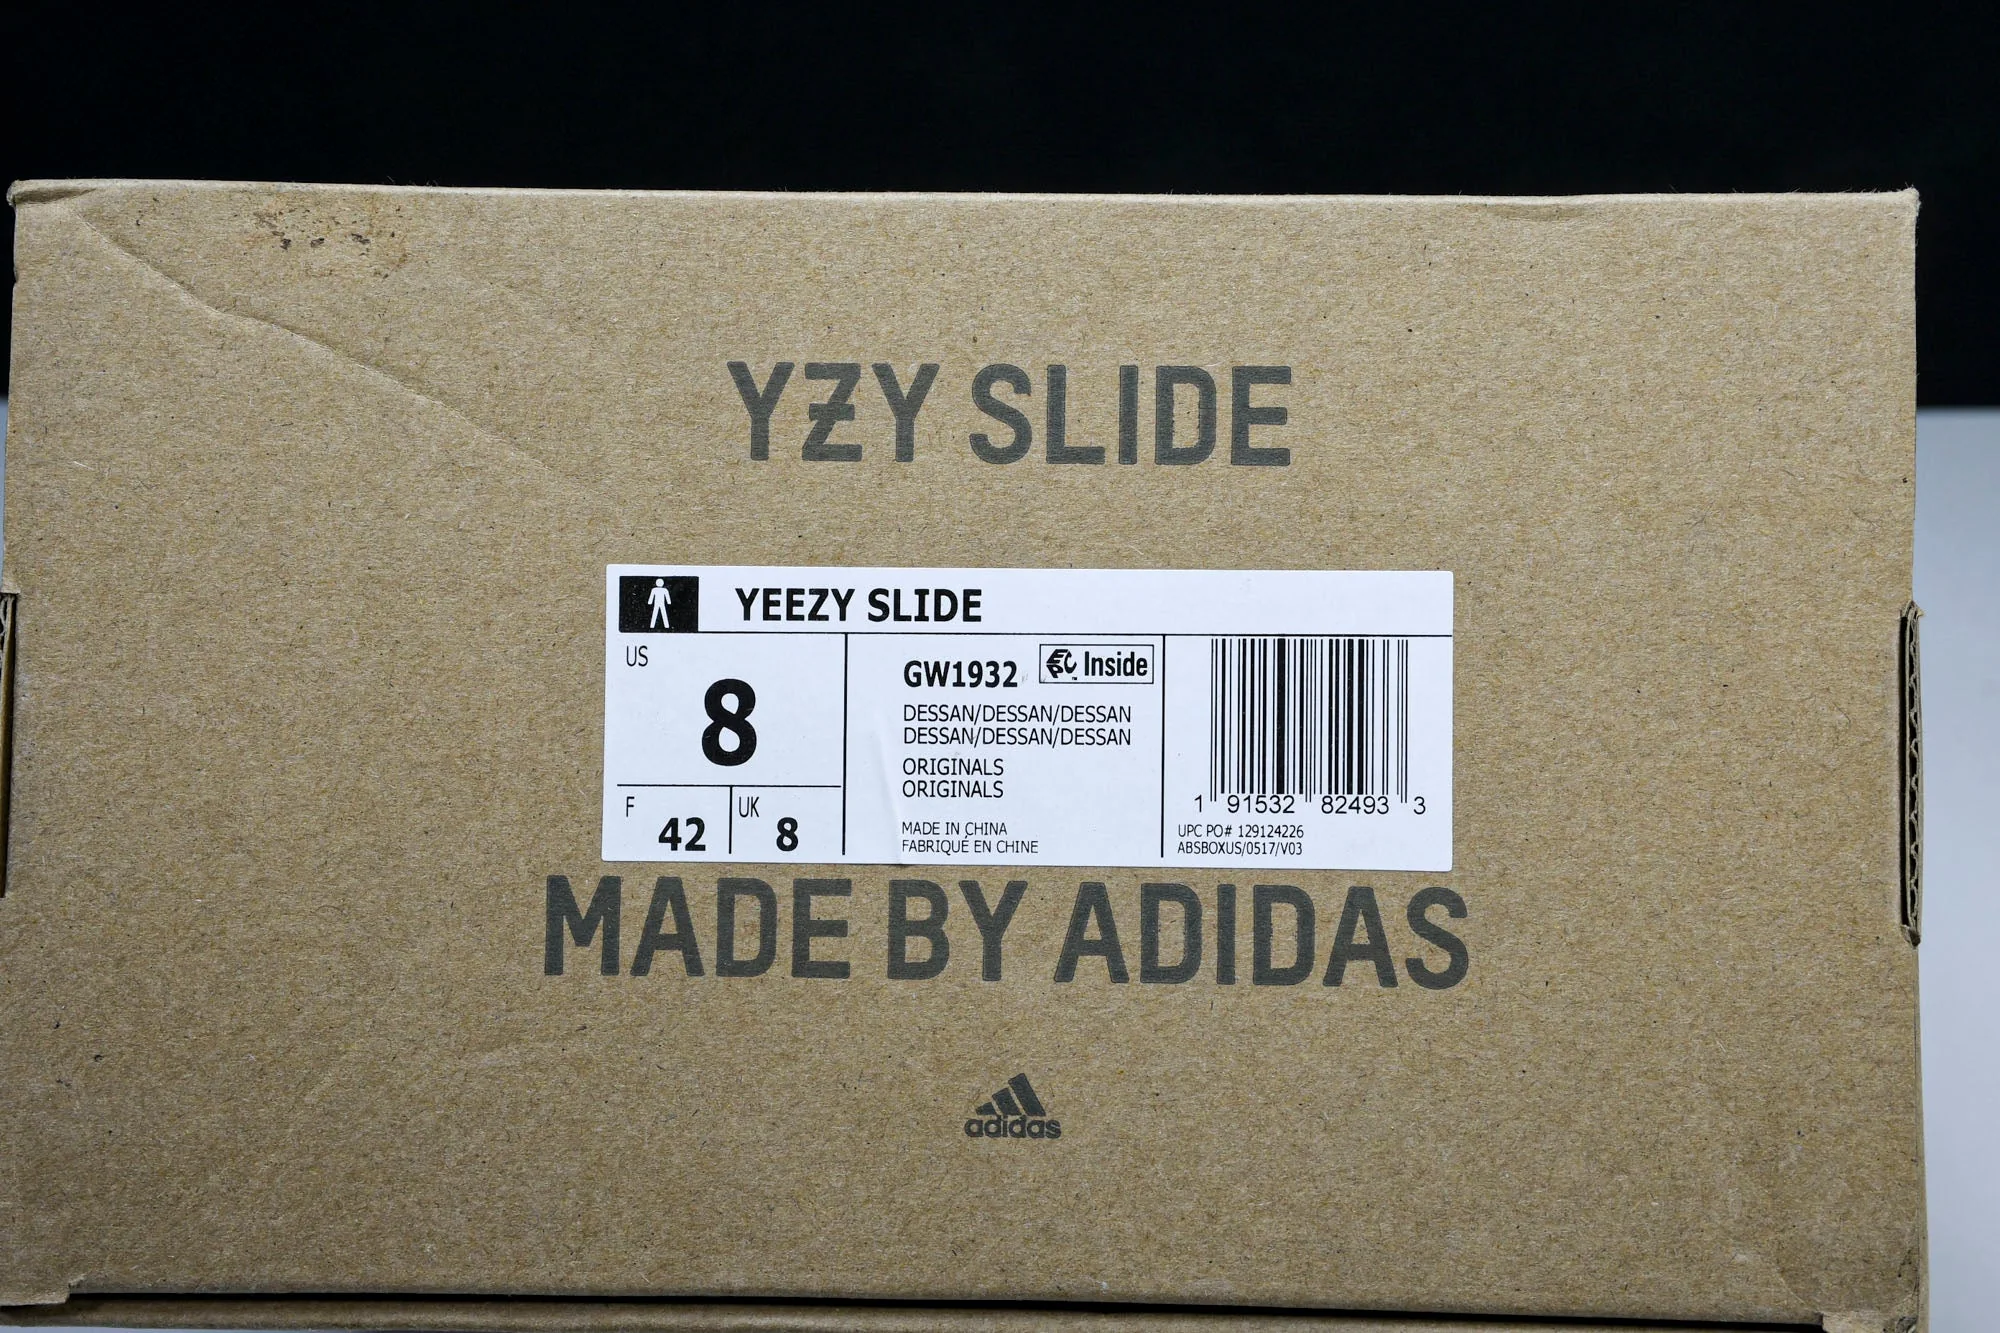 YZY SLIDE
YEEZY SLIDE
US
8
F
42
UK
8
GW1932
EPC Inside
™
DESSAN/DESSAN/DESSAN
DESSAN/DESSAN/DESSAN
ORIGINALS
ORIGINALS
MADE IN CHINA
FABRIQUÉ EN CHINE
1 91532 82493 3
UPC PO# 129124226
ABSBOXUS/0517/V03
MADE BY ADIDAS
adidas